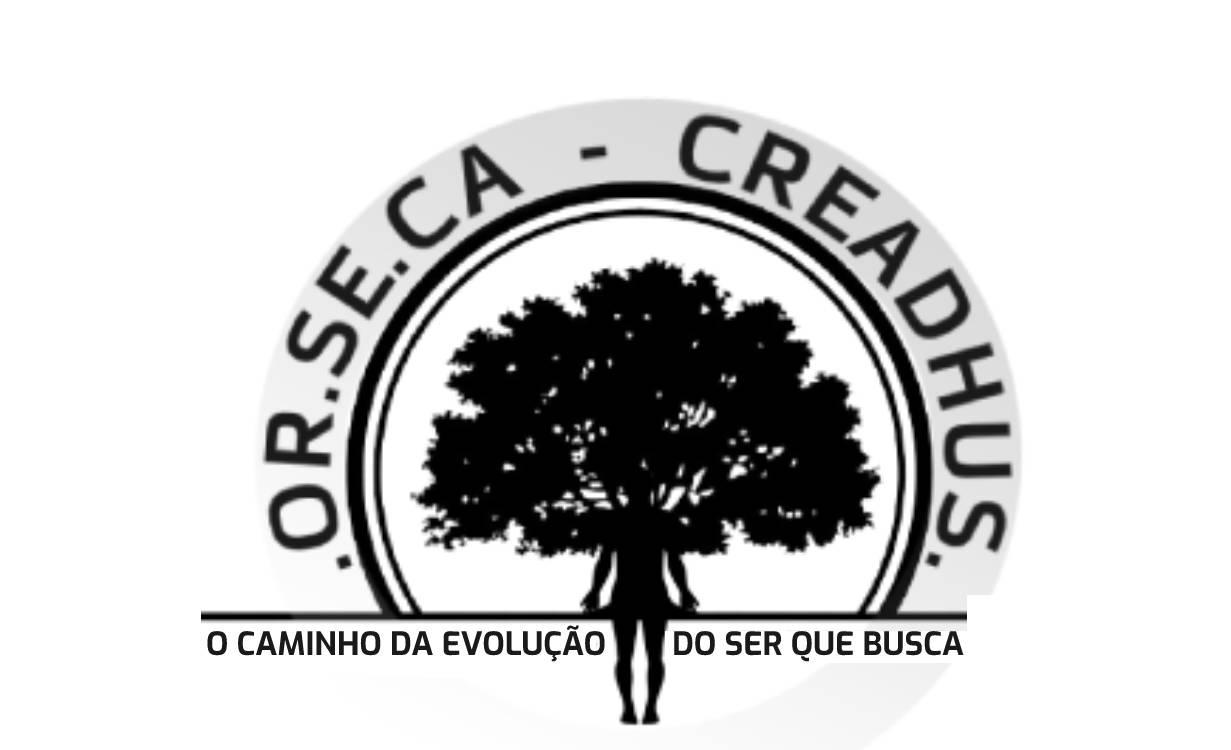 .OR.SE.CA - CREADHUS.
O CAMINHO DA EVOLUÇÃO DO SER QUE BUSCA